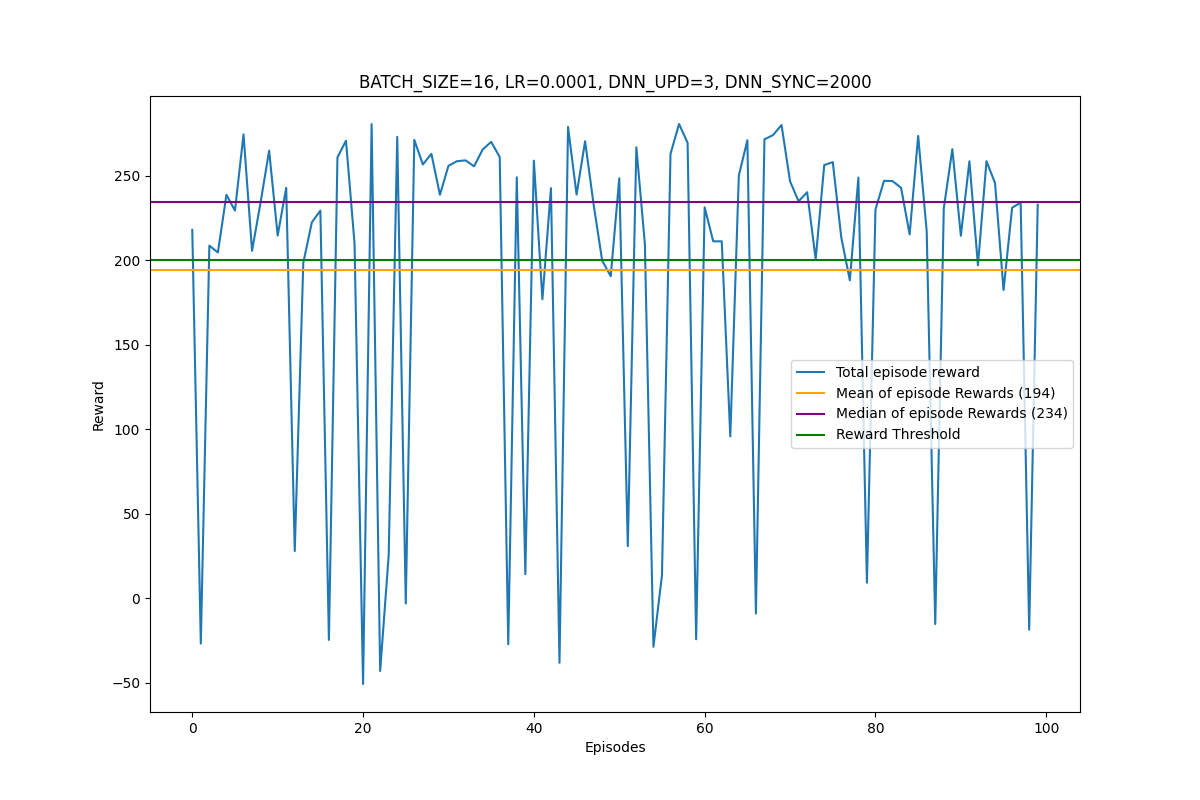 BATCH_SIZE=16, LR=0.0001, DNN_UPD=3, DNN_SYNC=2000
250
200
150
100
50
0
−50
Reward
Total episode reward
Mean of episode Rewards (194)
Median of episode Rewards (234)
Reward Threshold
0 20 40 60 80 100
Episodes